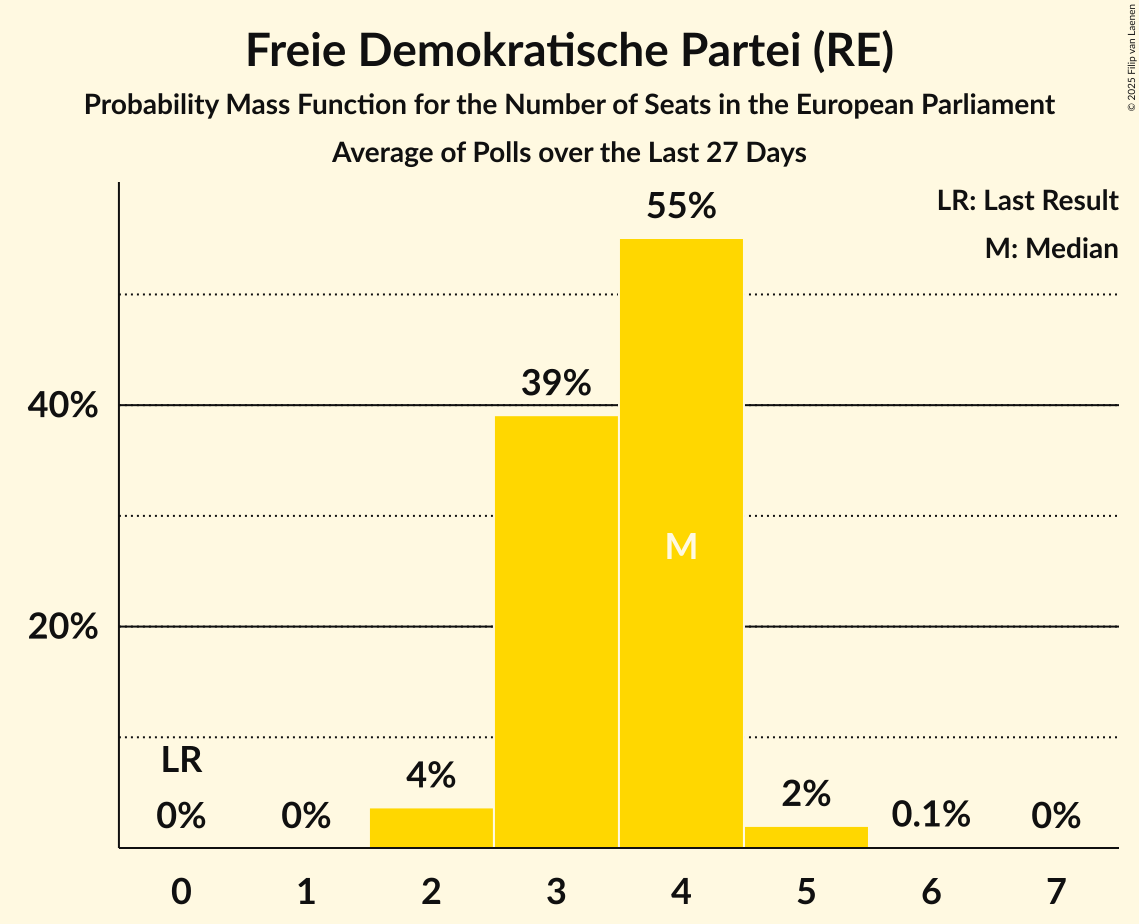 Freie Demokratische Partei (RE)
Probability Mass Function for the Number of Seats in the European Parliament
Average of Polls over the Last 27 Days
© 2025 Filip van Laenen
LR: Last Result
M: Median
55%
39%
40%
M
20%
LR
4%
2%
0%
0%
0.1%
0%
0 1 2 3 4 5 6 7